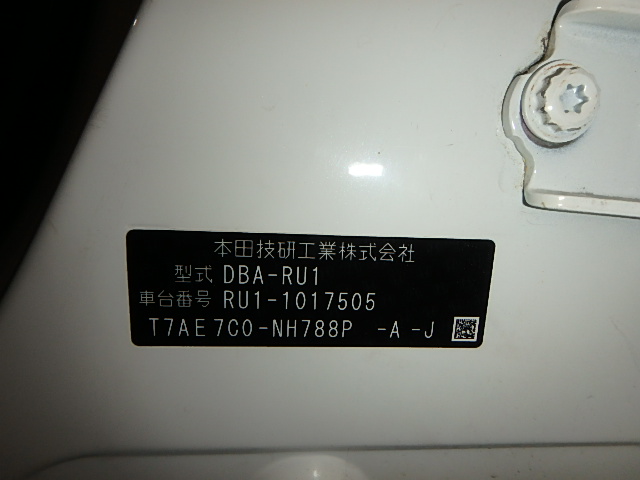 本田技研工業株式会社
型式 DBA-RU1
車台番号 RU1-1017505
T7AE7C0-NH788P -A-J